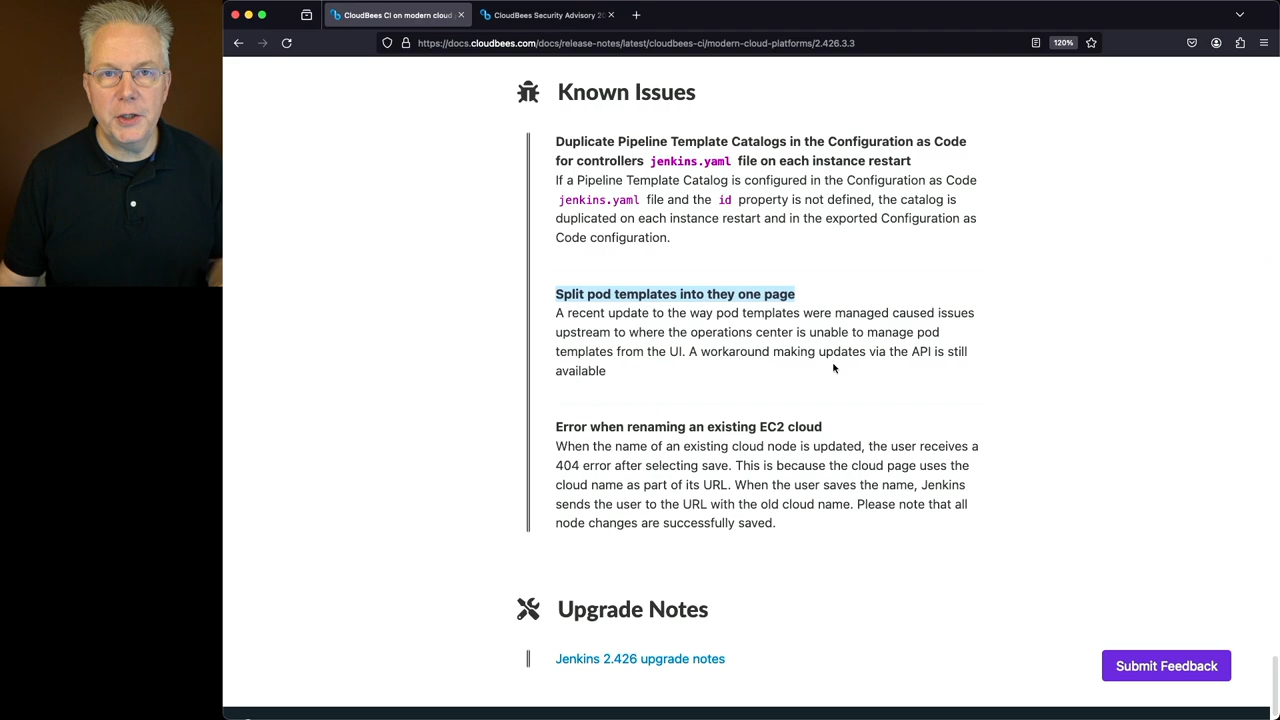 CloudBees CI on modern cloud
CloudBees Security Advisory 20
https://docs.cloudbees.com/docs/release-notes/latest/cloudbees-ci/modern-cloud-platforms/2.426.3.3
120%
Known Issues
Duplicate Pipeline Template Catalogs in the Configuration as Code
for controllers jenkins.yaml file on each instance restart
If a Pipeline Template Catalog is configured in the Configuration as Code
jenkins.yaml file and the id property is not defined, the catalog is
duplicated on each instance restart and in the exported Configuration as
Code configuration.
Split pod templates into they one page
A recent update to the way pod templates were managed caused issues
upstream to where the operations center is unable to manage pod
templates from the UI. A workaround making updates via the API is still
available
Error when renaming an existing EC2 cloud
When the name of an existing cloud node is updated, the user receives a
404 error after selecting save. This is because the cloud page uses the
cloud name as part of its URL. When the user saves the name, Jenkins
sends the user to the URL with the old cloud name. Please note that all
node changes are successfully saved.
Upgrade Notes
Jenkins 2.426 upgrade notes
Submit Feedback